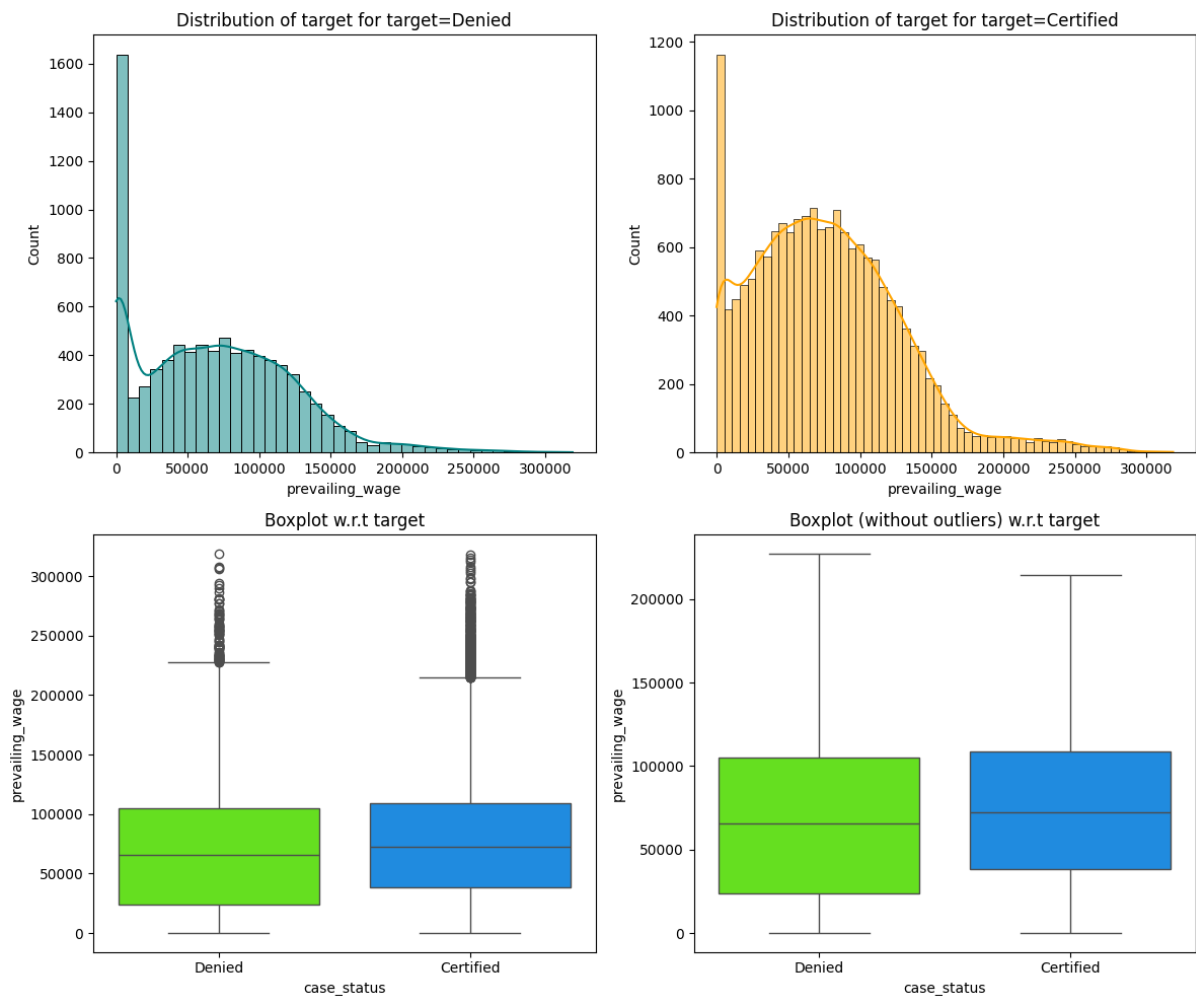 Distribution of target for target=Denied
1600
1400
1200
1000
800
600
400
200
0
Count
0 50000 100000 150000 200000 250000 300000
prevailing_wage
Distribution of target for target=Certified
1200
1000
800
600
400
200
0
Count
0 50000 100000 150000 200000 250000 300000
prevailing_wage
Boxplot w.r.t target
300000
250000
200000
150000
100000
50000
0
prevailing_wage
Denied Certified
case_status
Boxplot (without outliers) w.r.t target
200000
150000
100000
50000
0
prevailing_wage
Denied Certified
case_status